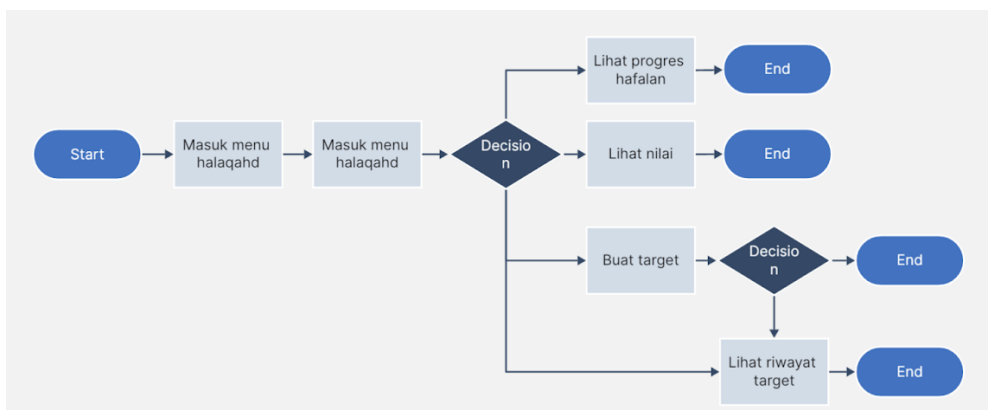 Lihat progres
hafalan
End
Start
Masuk menu
halaqahd
Masuk menu
halaqahd
Decisio
n
Lihat nilai
End
Buat target
Decisio
n
End
Lihat riwayat
target
End